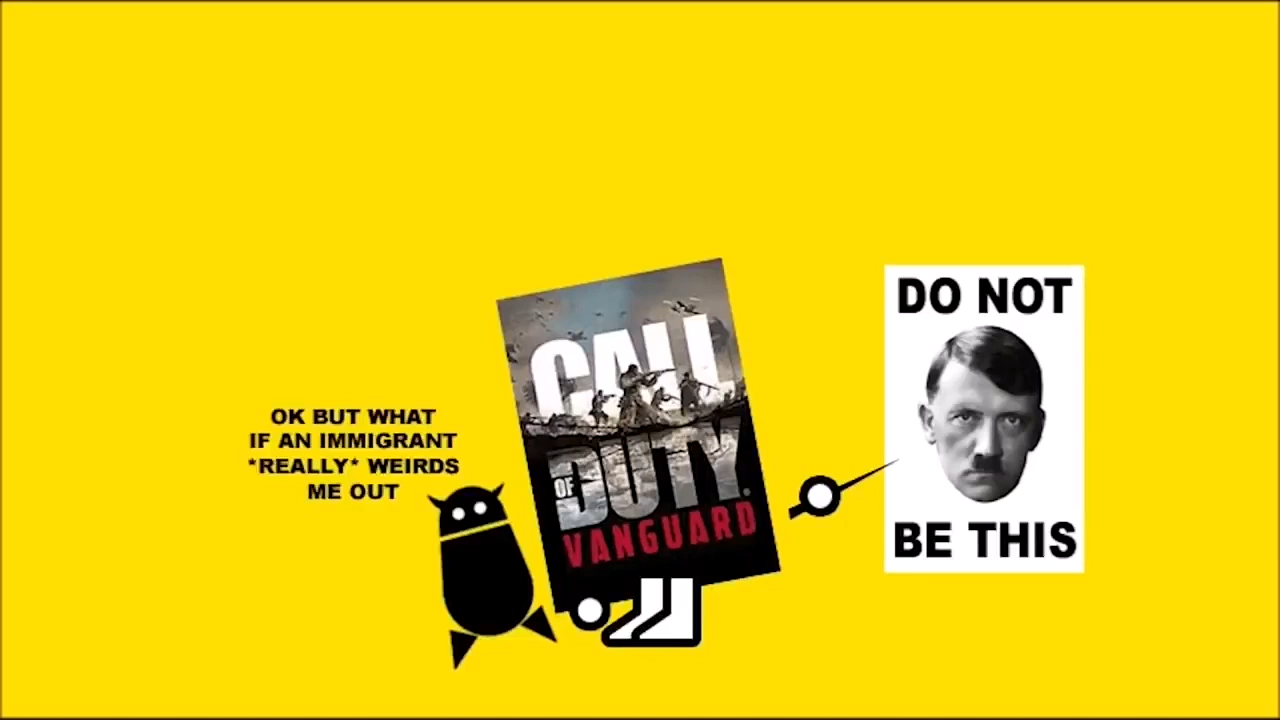 OK BUT WHAT
IF AN IMMIGRANT
*REALLY* WEIRDS
ME OUT
CALL
OF DUTY.
VANGUARD
DO NOT
BE THIS